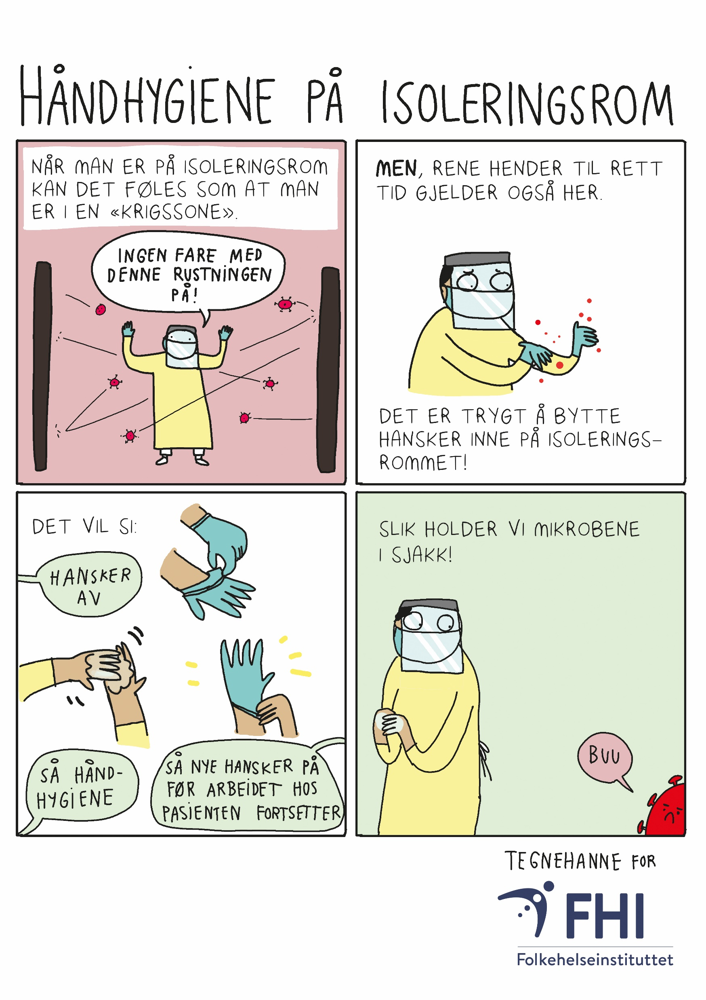 HÅNDHYGIENE PÅ ISOLERINGSROM
NÅR MAN ER PÅ ISOLERINGSROM
KAN DET FØLES SOM AT MAN
ER I EN «KRIGSSONE».
INGEN FARE MED
DENNE RUSTNINGEN
PÅ!
MEN, RENE HENDER TIL RETT
TID GJELDER OGSÅ HER.
DET ER TRYGT Å BYTTE
HANSKER INNE PÅ ISOLERINGS-
ROMMET!
DET VIL SI:
HANSKER
AV
SÅ HÅND-
HYGIENE
SÅ NYE HANSKER PÅ
FØR ARBEIDET HOS
PASIENTEN FORTSETTER
SLIK HOLDER VI MIKROBENE
I SJAKK!
BUU
TEGNEHANNE FOR
FHI
Folkehelseinstituttet